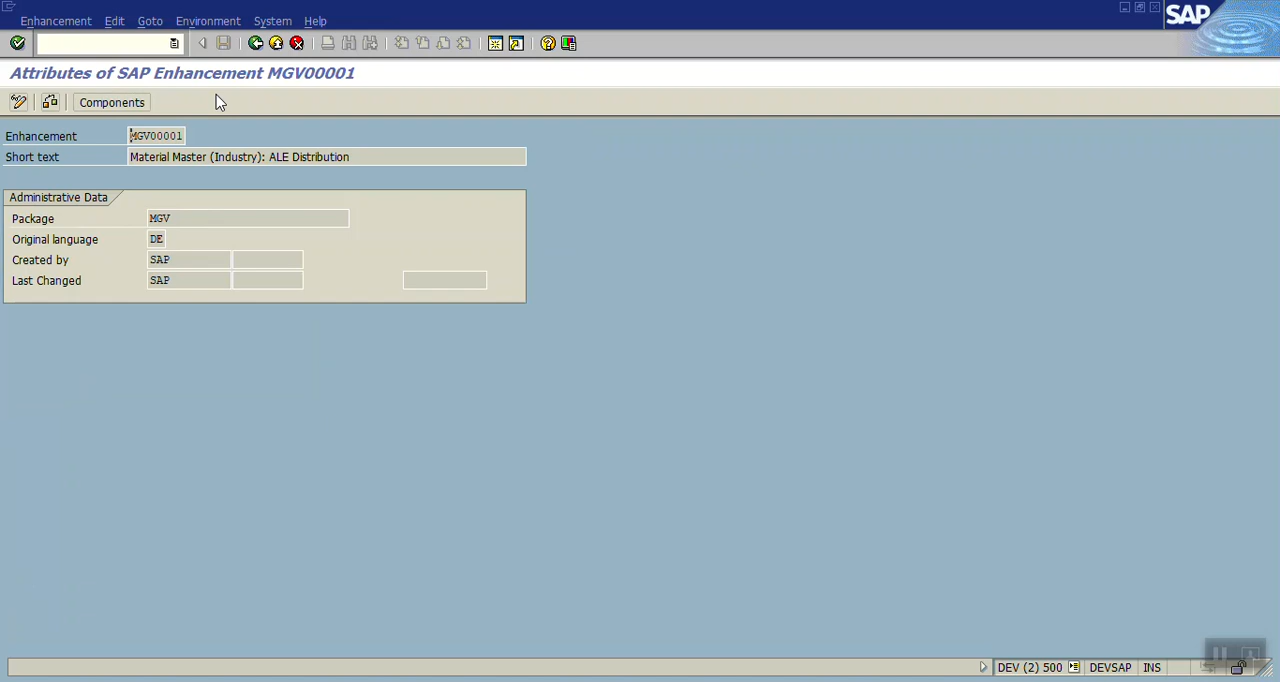 Enhancement Edit Goto Environment System Help
SAP
Attributes of SAP Enhancement MGV00001
Components
Enhancement MGV00001
Short text Material Master (Industry): ALE Distribution
Administrative Data
Package MGV
Original language DE
Created by SAP
Last Changed SAP
DEV (2) 500 DEVSAP INS